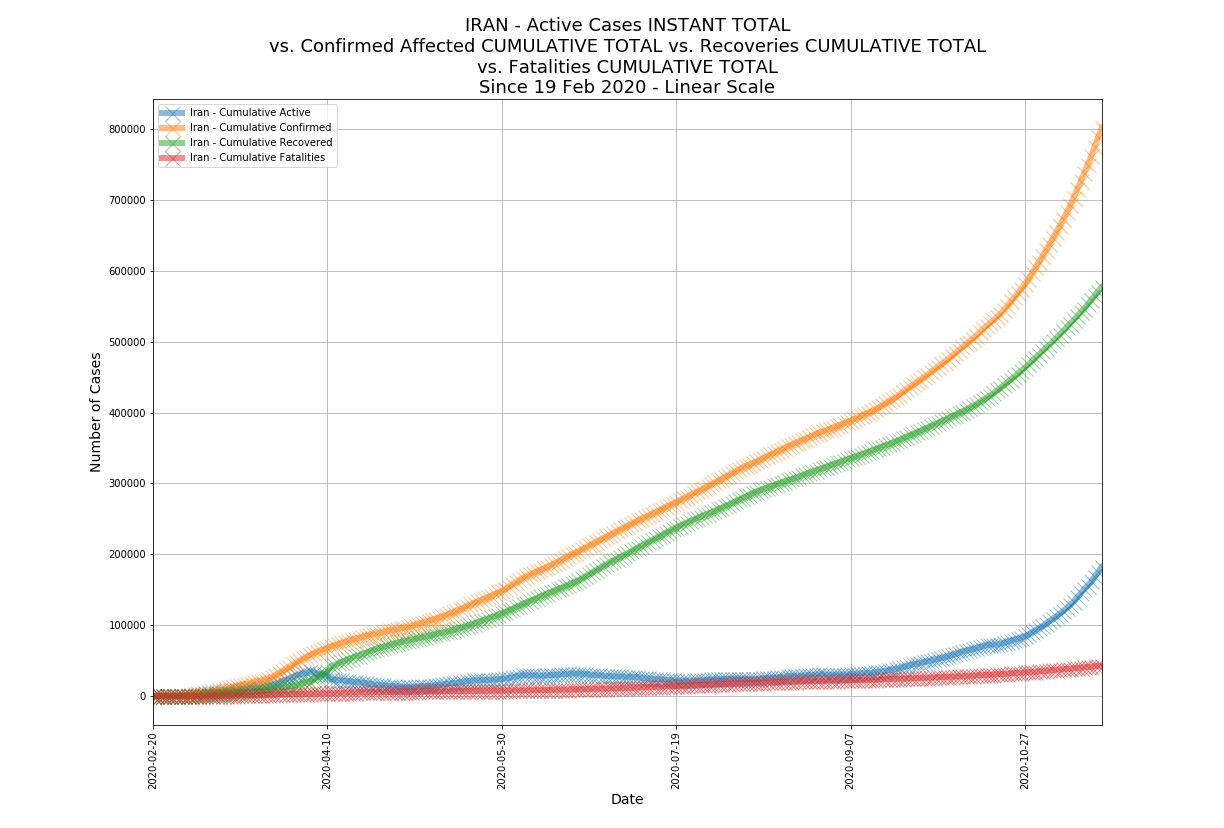 IRAN - Active Cases INSTANT TOTAL
vs. Confirmed Affected CUMULATIVE TOTAL vs. Recoveries CUMULATIVE TOTAL
vs. Fatalities CUMULATIVE TOTAL
Since 19 Feb 2020 - Linear Scale
Iran - Cumulative Active
Iran - Cumulative Confirmed
Iran - Cumulative Recovered
Iran - Cumulative Fatalities
800000
700000
600000
500000
400000
300000
200000
100000
0
Number of Cases
2020-02-20
2020-04-10
2020-05-30
2020-07-19
2020-09-07
2020-10-27
Date